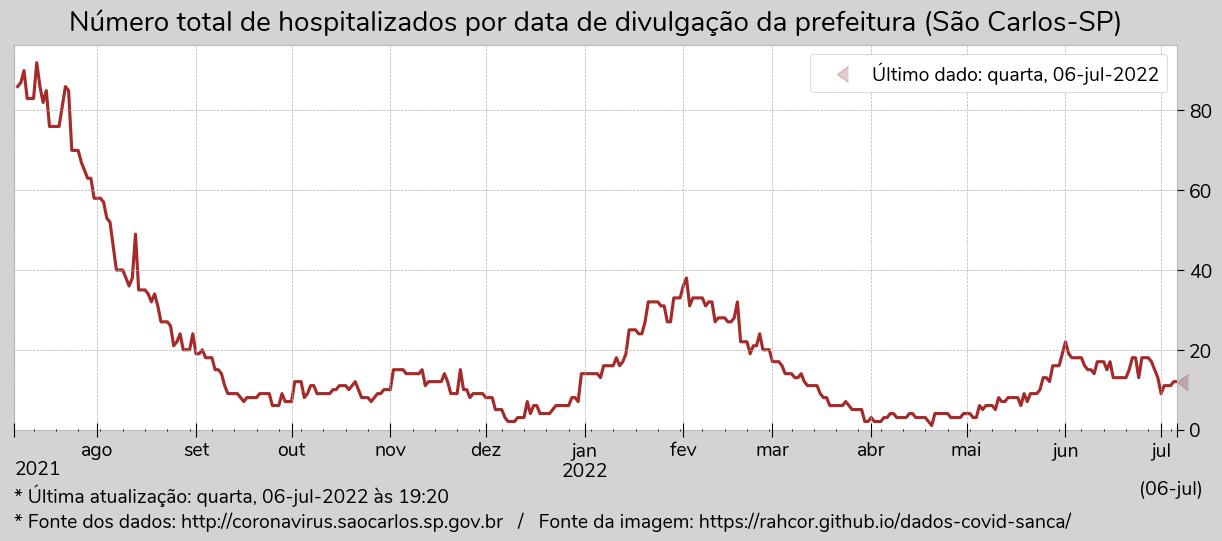 Número total de hospitalizados por data de divulgação da prefeitura (São Carlos-SP)
Último dado: quarta, 06-jul-2022
80
60
40
20
0
ago set out nov dez jan fev mar abr mai jun jul
2021 2022
(06-jul)
* Última atualização: quarta, 06-jul-2022 às 19:20
* Fonte dos dados: http://coronavirus.saocarlos.sp.gov.br / Fonte da imagem: https://rahcor.github.io/dados-covid-sanca/